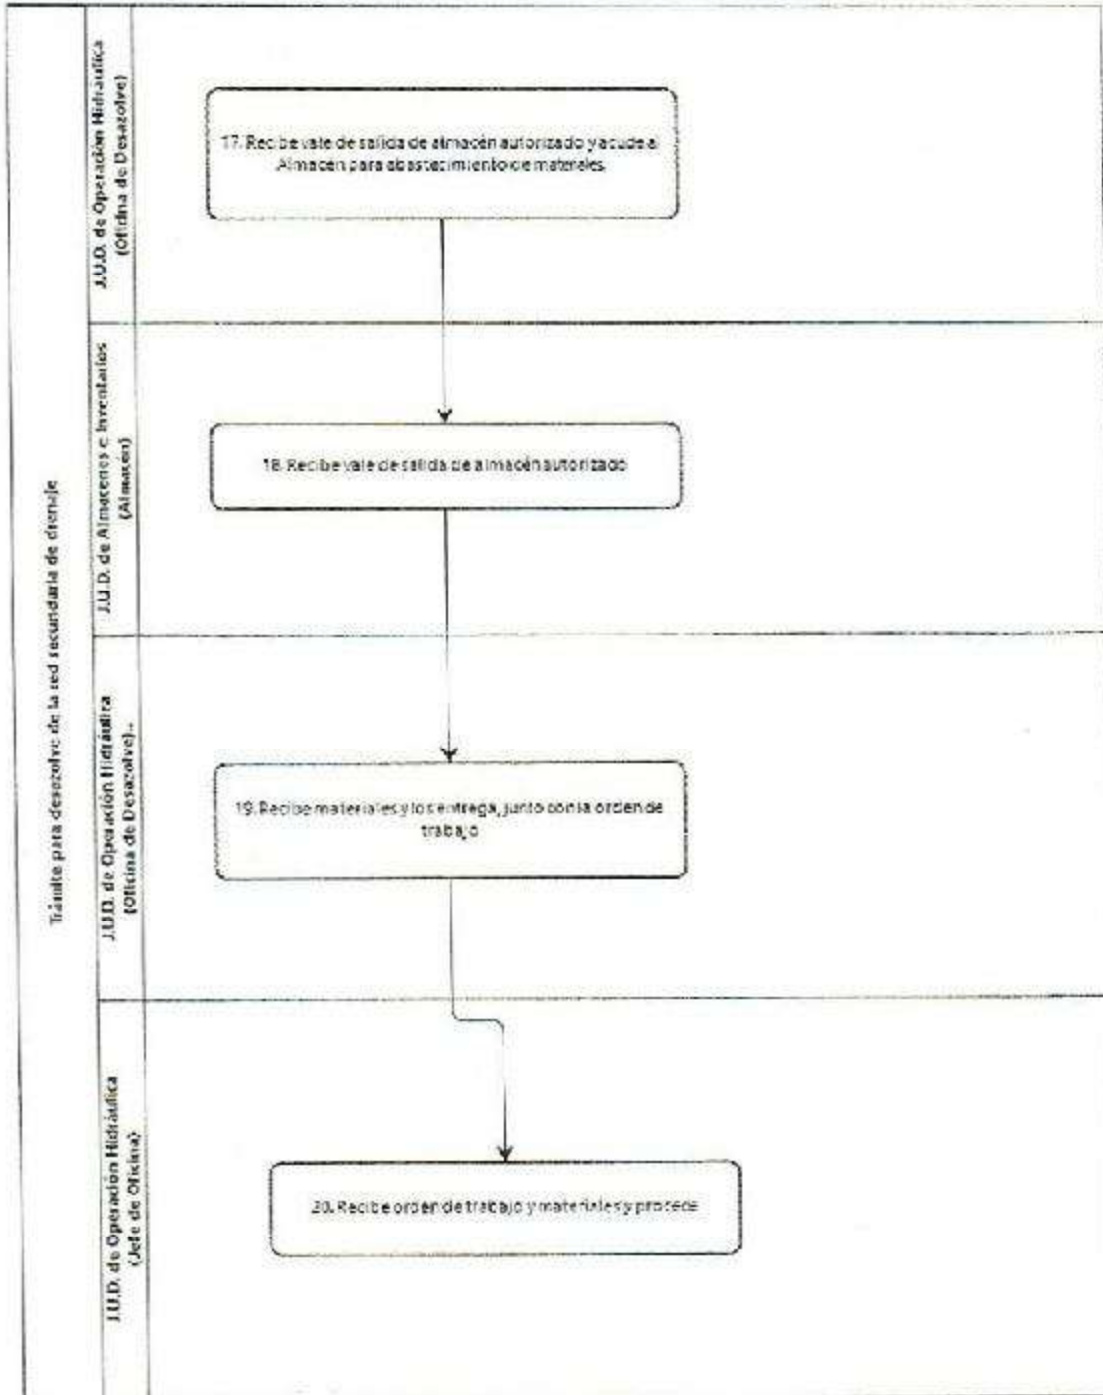 Trámite para desazolve de la red secundaria de drenaje
J.U.D. de Operación Hidráulica
(Oficina de Desazolve)
17. Recibe vale de salida de almacén autorizado y acude al
Almacén para abastecimiento de materiales
J.U.D. de Almacenes e Inventarios
(Almacén)
18. Recibe vale de salida de almacén autorizado
J.U.D. de Operación Hidráulica
(Oficina de Desazolve)..
19. Recibe materiales y los entrega, junto con la orden de
trabajo
J.U.D. de Operación Hidráulica
(Jefe de Oficina)
20. Recibe orden de trabajo y materiales y procede